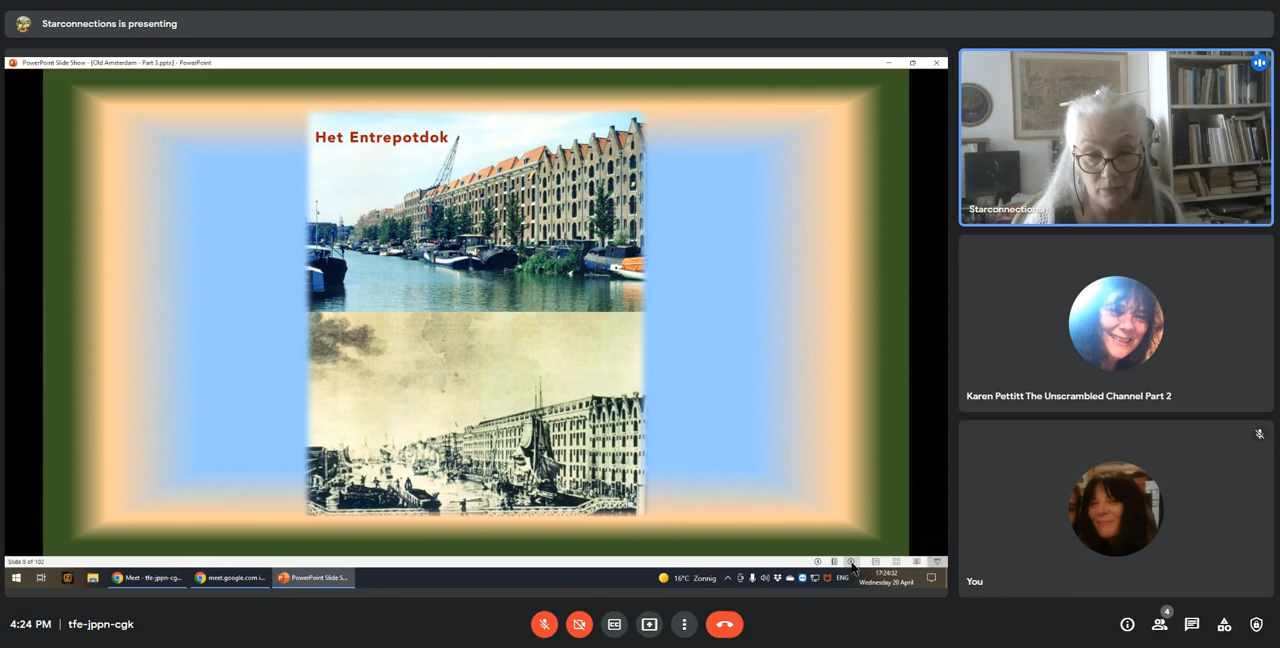 Starconnections is presenting
PowerPoint Slide Show - [Old Amsterdam - Part 3.pptx] - PowerPoint
Het Entrepotdok
Starconnections
Karen Pettitt The Unscrambled Channel Part 2
You
Slide 8 of 102
Meet - tfe-jppn-cg...
meet.google.com i...
PowerPoint Slide S...
16°C Zonnig
ENG
17:24:32
Wednesday 20 April
4:24 PM | tfe-jppn-cgk
4